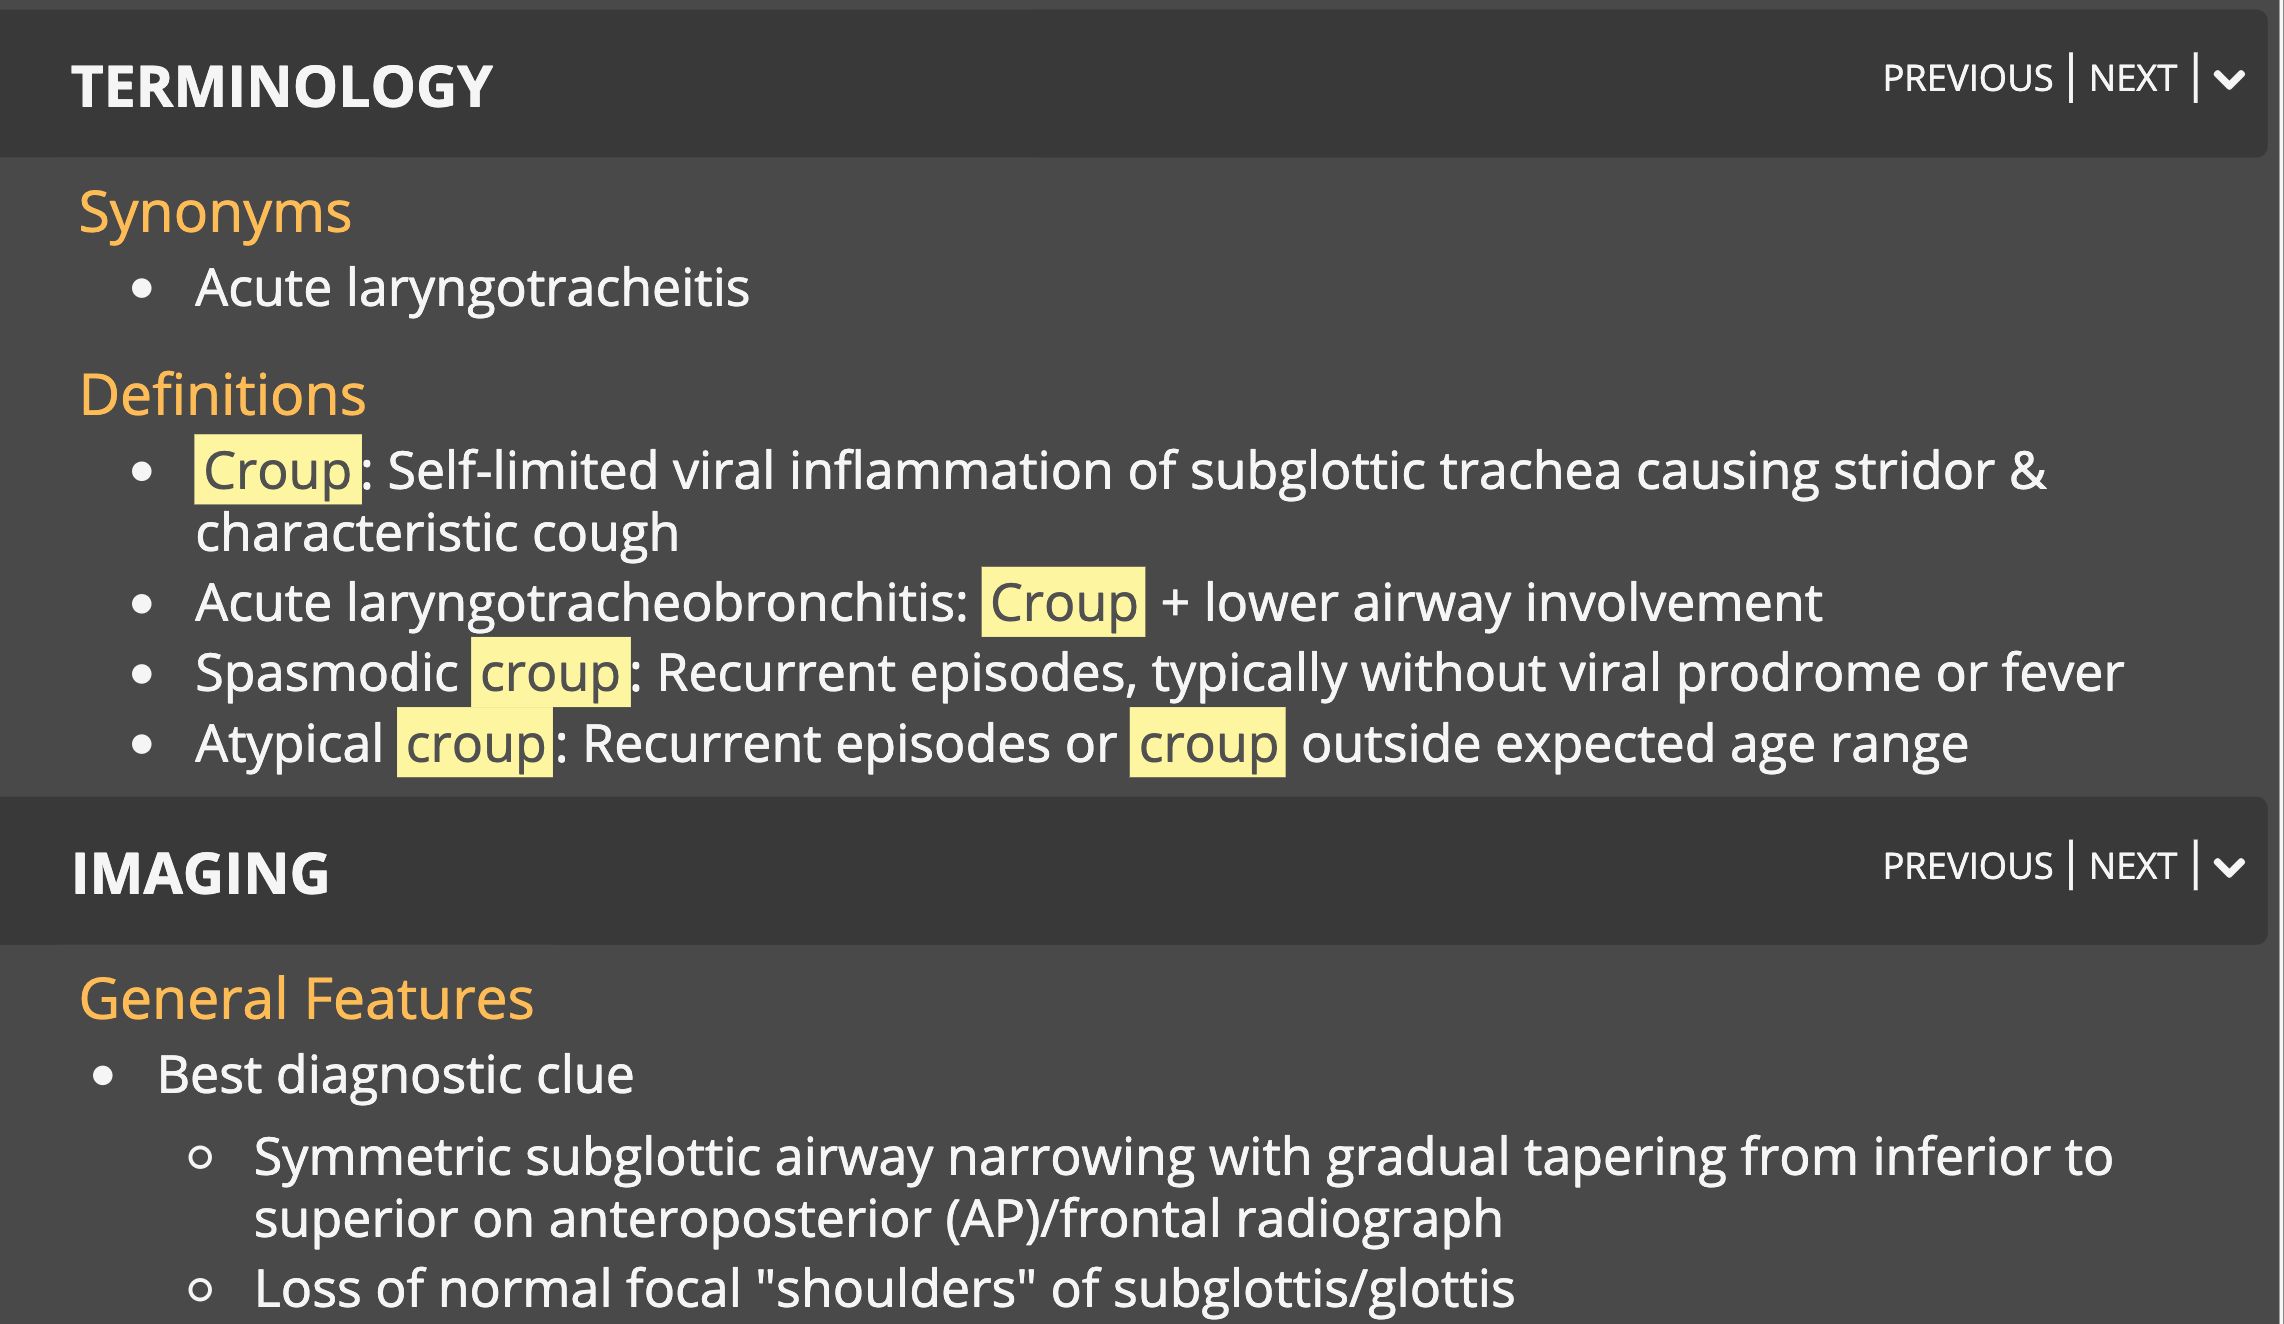 TERMINOLOGY
PREVIOUS | NEXT |
Synonyms
• Acute laryngotracheitis
Definitions
• Croup: Self-limited viral inflammation of subglottic trachea causing stridor &
characteristic cough
• Acute laryngotracheobronchitis: Croup + lower airway involvement
• Spasmodic croup: Recurrent episodes, typically without viral prodrome or fever
• Atypical croup: Recurrent episodes or croup outside expected age range
IMAGING
PREVIOUS | NEXT |
General Features
• Best diagnostic clue
○ Symmetric subglottic airway narrowing with gradual tapering from inferior to
superior on anteroposterior (AP)/frontal radiograph
○ Loss of normal focal "shoulders" of subglottis/glottis